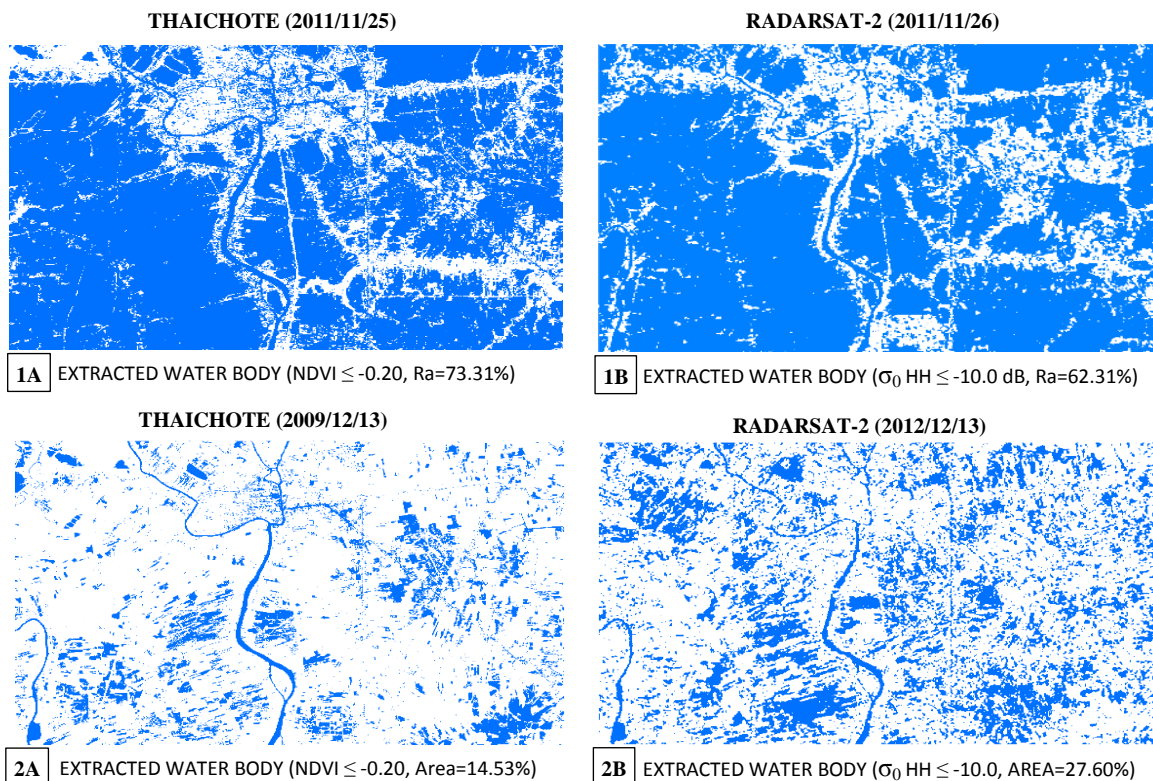 THAICHOTE (2011/11/25)
RADARSAT-2 (2011/11/26)
1A EXTRACTED WATER BODY (NDVI ≤ -0.20, Ra=73.31%)
1B EXTRACTED WATER BODY (σ0 HH ≤ -10.0 dB, Ra=62.31%)
THAICHOTE (2009/12/13)
RADARSAT-2 (2012/12/13)
2A EXTRACTED WATER BODY (NDVI ≤ -0.20, Area=14.53%)
2B EXTRACTED WATER BODY (σ0 HH ≤ -10.0, AREA=27.60%)